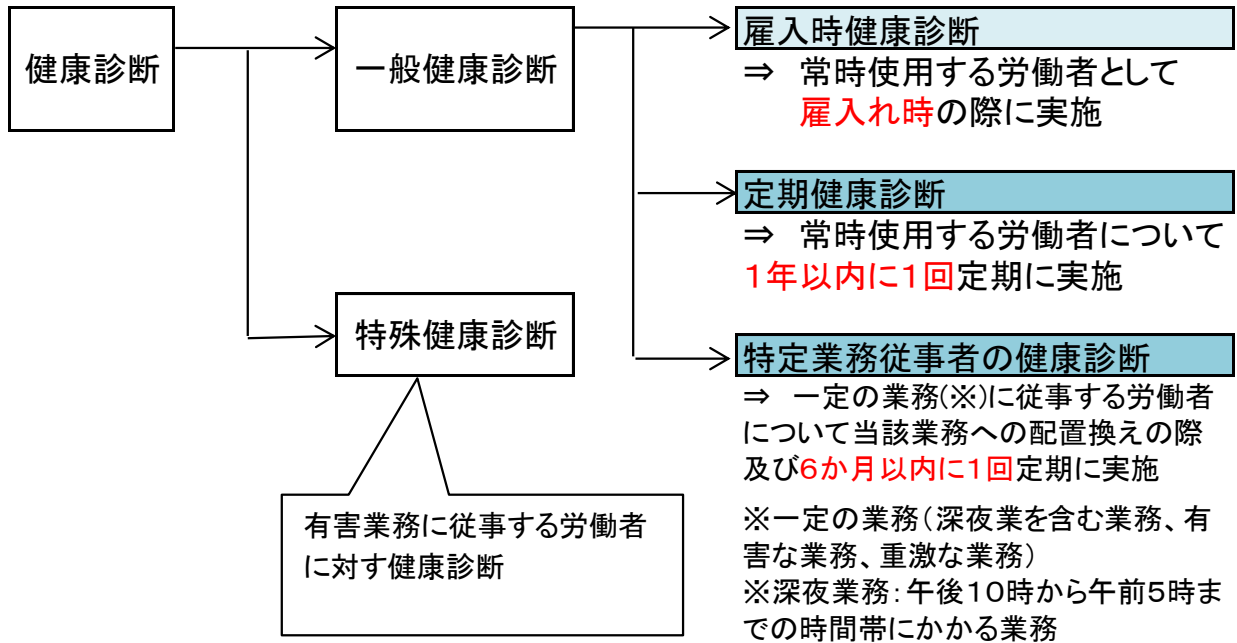 健康診断
一般健康診断
特殊健康診断
有害業務に従事する労働者
に対す健康診断
雇入時健康診断
⇒　常時使用する労働者として
雇入れ時の際に実施
定期健康診断
⇒　常時使用する労働者について
１年以内に１回定期に実施
特定業務従事者の健康診断
⇒　一定の業務(※)に従事する労働者
について当該業務への配置換えの際
及び6か月以内に１回定期に実施
※一定の業務（深夜業を含む業務、有
害な業務、重激な業務）
※深夜業務：午後１０時から午前５時ま
での時間帯にかかる業務